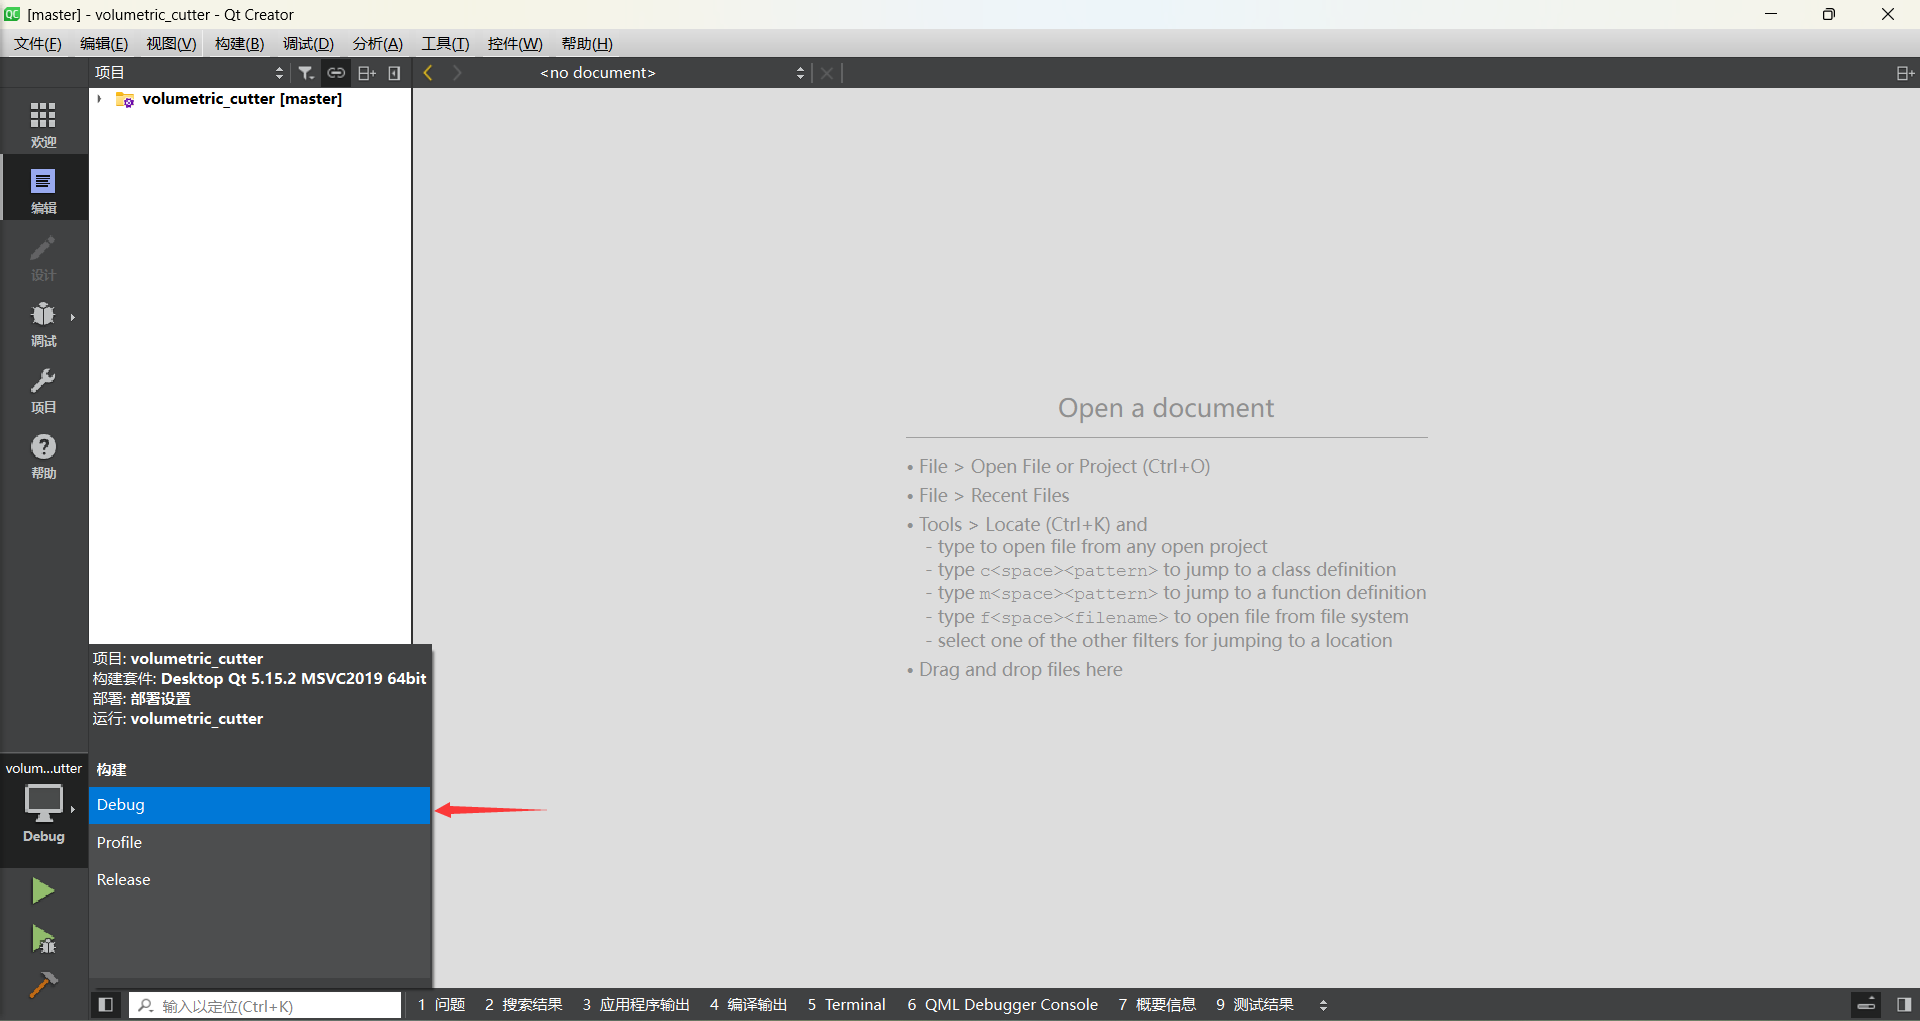 [master] - volumetric_cutter - Qt Creator
文件(F) 编辑(E) 视图(V) 构建(B) 调试(D) 分析(A) 工具(T) 控件(W) 帮助(H)
项目 <no document>
volumetric_cutter [master]
欢迎
编辑
设计
调试
项目
帮助
Open a document
• File > Open File or Project (Ctrl+O)
• File > Recent Files
• Tools > Locate (Ctrl+K) and
- type to open file from any open project
- type c<space><pattern> to jump to a class definition
- type m<space><pattern> to jump to a function definition
- type f<space><filename> to open file from file system
- select one of the other filters for jumping to a location
• Drag and drop files here
项目: volumetric_cutter
构建套件: Desktop Qt 5.15.2 MSVC2019 64bit
部署: 部署设置
运行: volumetric_cutter
volum...utter
Debug
构建
Debug
Profile
Release
输入以定位(Ctrl+K) 1 问题 2 搜索结果 3 应用程序输出 4 编译输出 5 Terminal 6 QML Debugger Console 7 概要信息 9 测试结果